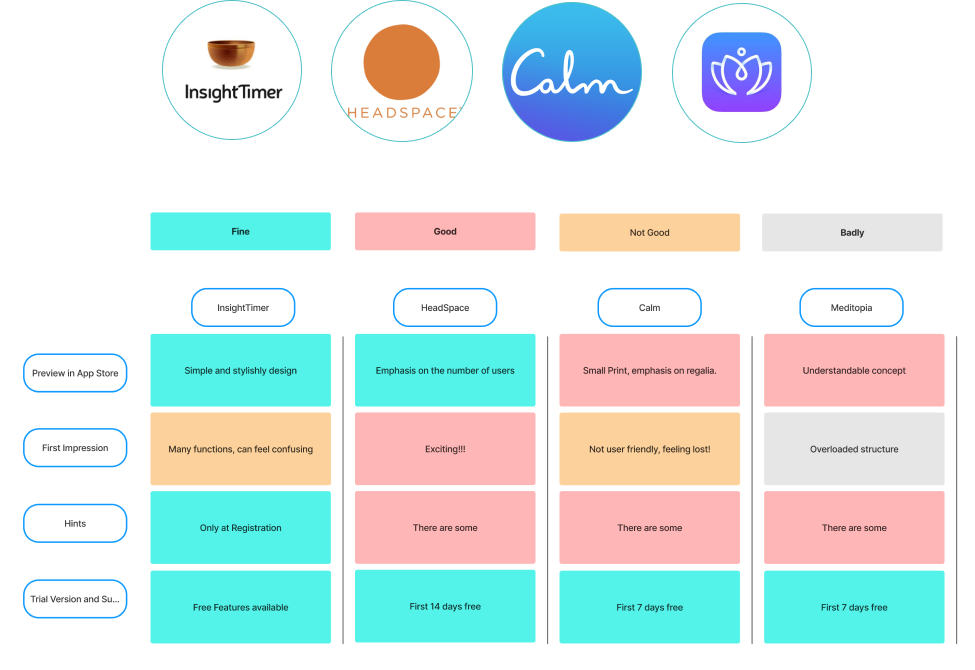 InsightTimer
HEADSPACE
Calm
Fine
Good
Not Good
Badly
InsightTimer
HeadSpace
Calm
Meditopia
Preview in App Store
Simple and stylishly design
Emphasis on the number of users
Small Print, emphasis on regalia.
Understandable concept
First Impression
Many functions, can feel confusing
Exciting!!!
Not user friendly, feeling lost!
Overloaded structure
Hints
Only at Registration
There are some
There are some
There are some
Trial Version and Su...
Free Features available
First 14 days free
First 7 days free
First 7 days free